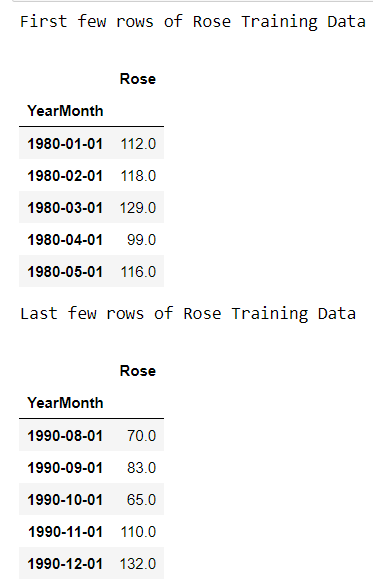 First few rows of Rose Training Data
Rose
YearMonth
1980-01-01 112.0
1980-02-01 118.0
1980-03-01 129.0
1980-04-01 99.0
1980-05-01 116.0
Last few rows of Rose Training Data
Rose
YearMonth
1990-08-01 70.0
1990-09-01 83.0
1990-10-01 65.0
1990-11-01 110.0
1990-12-01 132.0